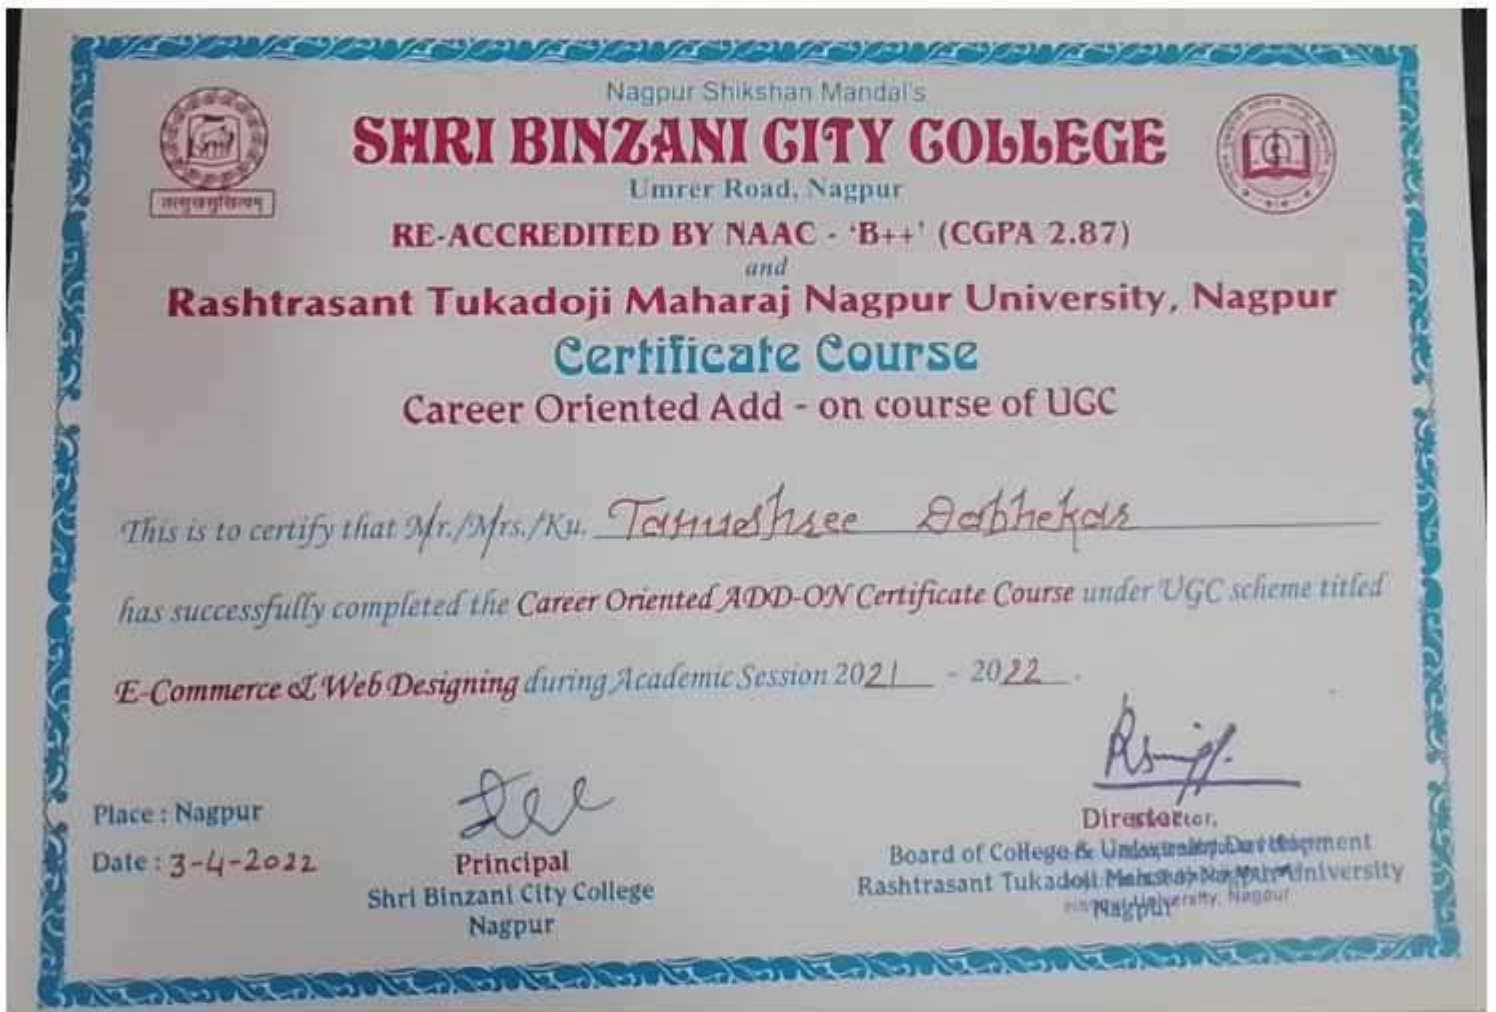 Nagpur Shikshan Mandal's
SHRI BINZANI CITY COLLEGE
Umrer Road, Nagpur
RE-ACCREDITED BY NAAC - 'B++' (CGPA 2.87)
and
Rashtrasant Tukadoji Maharaj Nagpur University, Nagpur
Certificate Course
Career Oriented Add - on course of UGC
This is to certify that Mr./Mrs./Ku. Tanushree Dabhekar
has successfully completed the Career Oriented ADD-ON Certificate Course under UGC scheme titled
E-Commerce & Web Designing during Academic Session 2021 - 2022.
Place : Nagpur
Date : 3-4-2022
Principal
Shri Binzani City College
Nagpur
Director,
Board of College & University Development
Rashtrasant Tukadoji Maharaj Nagpur University
Nagpur